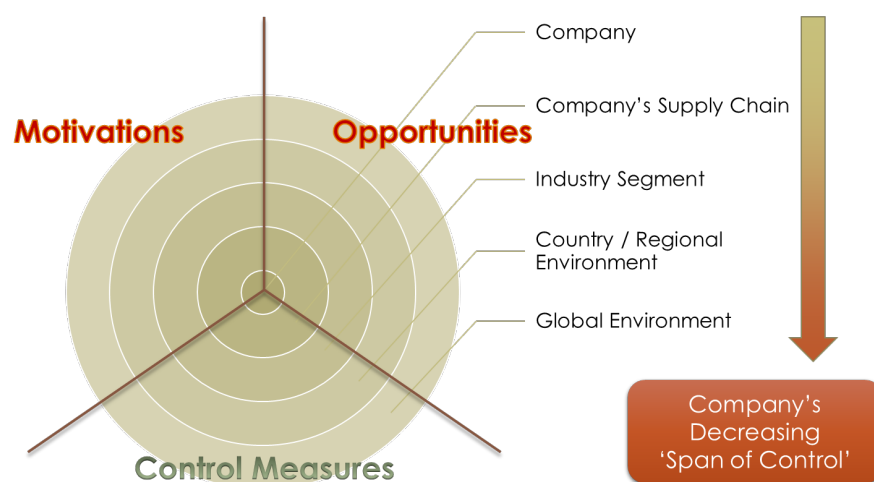 Motivations
Opportunities
Control Measures
Company
Company’s Supply Chain
Industry Segment
Country / Regional
Environment
Global Environment
Company’s
Decreasing
‘Span of Control’